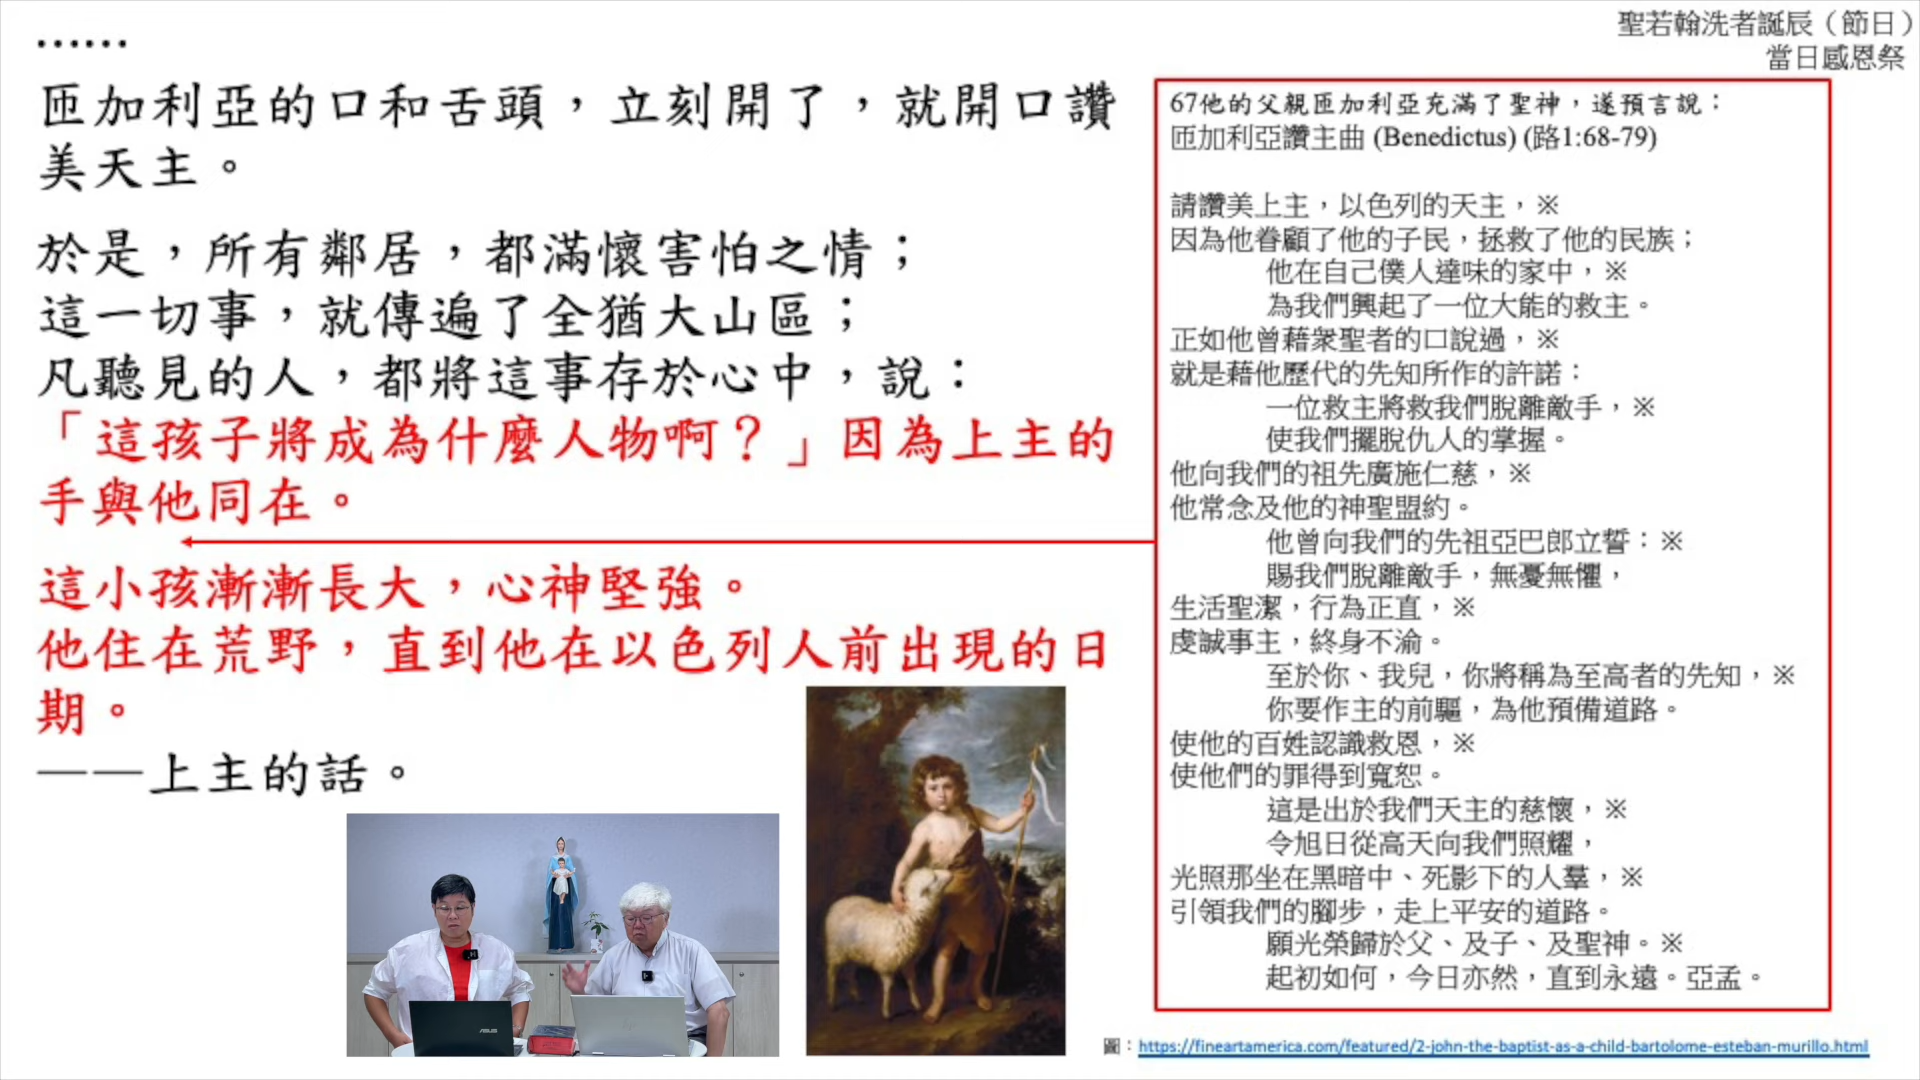 聖若翰洗者誕辰（節日）
當日感恩祭
……
匝加利亞的口和舌頭，立刻開了，就開口讚
美天主。
於是，所有鄰居，都滿懷害怕之情；
這一切事，就傳遍了全猶大山區；
凡聽見的人，都將這事存於心中，說：
「這孩子將成為什麼人物啊？」因為上主的
手與他同在。
這小孩漸漸長大，心神堅強。
他住在荒野，直到他在以色列人前出現的日
期。
——上主的話。
67他的父親匝加利亞充滿了聖神，遂預言說：
匝加利亞讚主曲 (Benedictus) (路1:68-79)
請讚美上主，以色列的天主，※
因為他眷顧了他的子民，拯救了他的民族；
他在自己僕人達味的家中，※
為我們興起了一位大能的救主。
正如他曾藉眾聖者的口說過，※
就是藉他歷代的先知所作的許諾：
一位救主將救我們脫離敵手，※
使我們擺脫仇人的掌握。
他向我們的祖先廣施仁慈，※
他常念及他的神聖盟約。
他曾向我們的先祖亞巴郎立誓：※
賜我們脫離敵手，無憂無懼，
生活聖潔，行為正直，※
虔誠事主，終身不渝。
至於你、我兒，你將稱為至高者的先知，※
你要作主的前驅，為他預備道路。
使他的百姓認識救恩，※
使他們的罪得到寬恕。
這是出於我們天主的慈懷，※
令旭日從高天向我們照耀，
光照那坐在黑暗中、死影下的人羣，※
引領我們的腳步，走上平安的道路。
願光榮歸於父、及子、及聖神。※
起初如何，今日亦然，直到永遠。亞孟。
圖：https://fineartamerica.com/featured/2-john-the-baptist-as-a-child-bartolome-esteban-murillo.html
ASUS